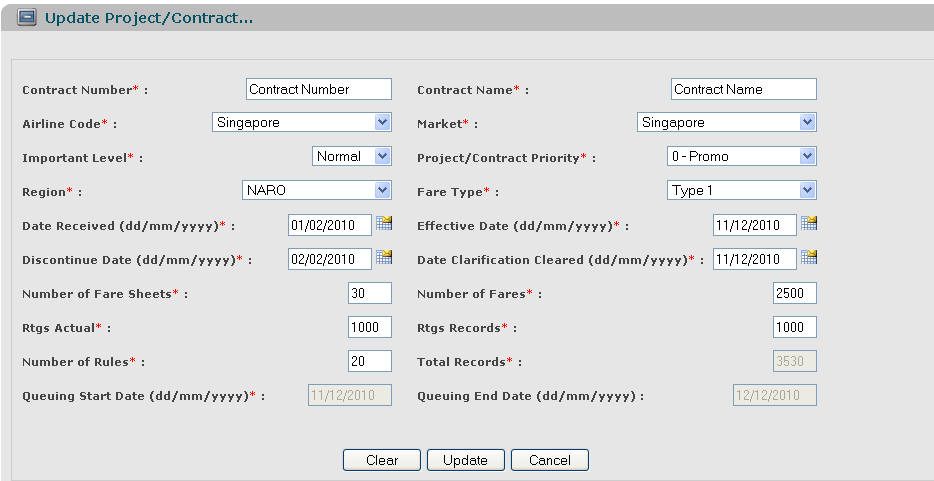 Update Project/Contract...
Contract Number* : Contract Number Contract Name* : Contract Name
Airline Code* : Singapore Market* : Singapore
Important Level* : Normal Project/Contract Priority* : 0 - Promo
Region* : NARO Fare Type* : Type 1
Date Received (dd/mm/yyyy)* : 01/02/2010 Effective Date (dd/mm/yyyy)* : 11/12/2010
Discontinue Date (dd/mm/yyyy)* : 02/02/2010 Date Clarification Cleared (dd/mm/yyyy)* : 11/12/2010
Number of Fare Sheets* : 30 Number of Fares* : 2500
Rtgs Actual* : 1000 Rtgs Records* : 1000
Number of Rules* : 20 Total Records* : 3530
Queuing Start Date (dd/mm/yyyy)* : 11/12/2010 Queuing End Date (dd/mm/yyyy) : 12/12/2010
Clear Update Cancel